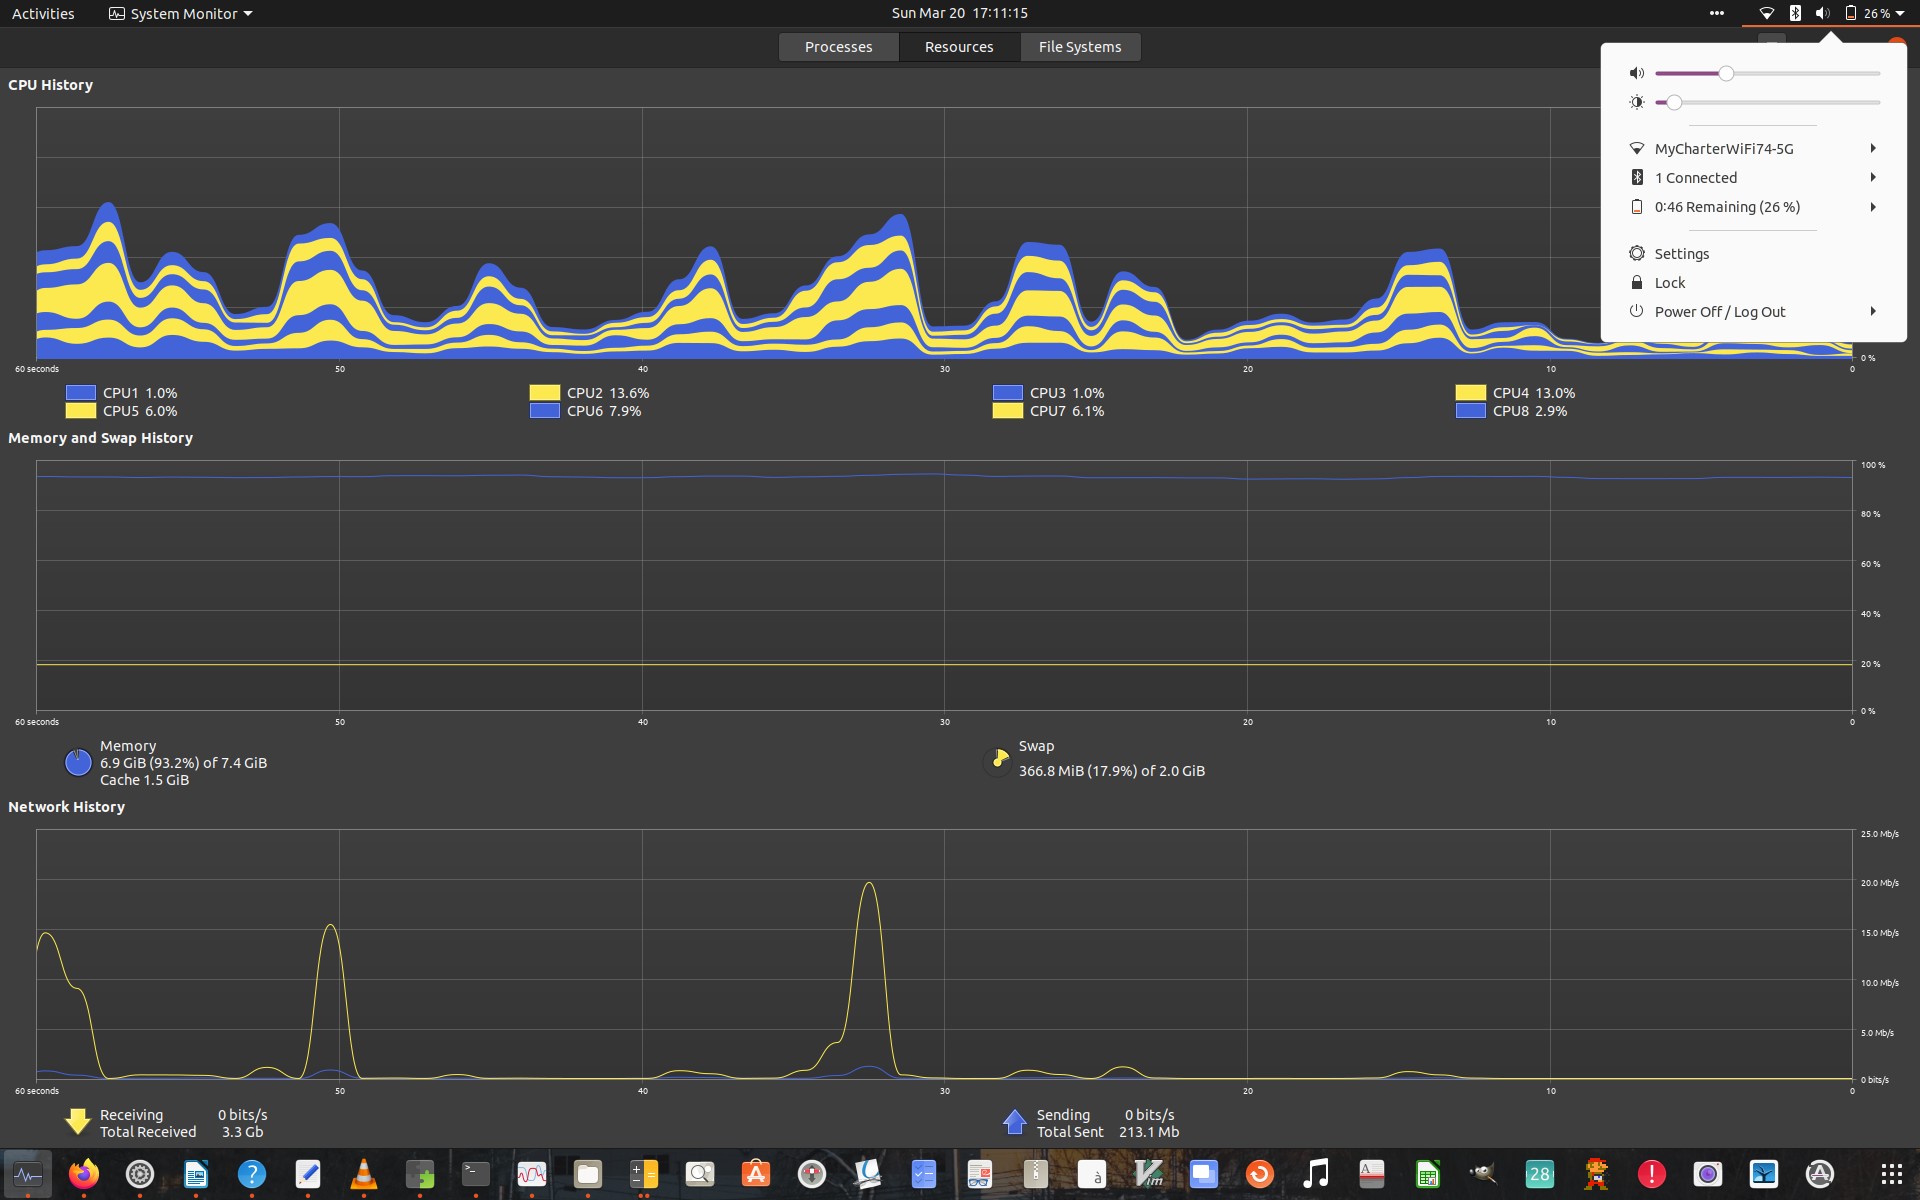 Activities System Monitor Sun Mar 20 17:11:15 26 %
Processes Resources File Systems
CPU History
MyCharterWiFi74-5G
1 Connected
0:46 Remaining (26 %)
Settings
Lock
Power Off / Log Out
0 %
60 seconds 50 40 30 20 10 0
CPU1 1.0% CPU2 13.6% CPU3 1.0% CPU4 13.0%
CPU5 6.0% CPU6 7.9% CPU7 6.1% CPU8 2.9%
Memory and Swap History
100 %
80 %
60 %
40 %
20 %
0 %
60 seconds 50 40 30 20 10 0
Memory
6.9 GiB (93.2%) of 7.4 GiB
Cache 1.5 GiB
Swap
366.8 MiB (17.9%) of 2.0 GiB
Network History
25.0 Mb/s
20.0 Mb/s
15.0 Mb/s
10.0 Mb/s
5.0 Mb/s
0 bits/s
60 seconds 50 40 30 20 10 0
Receiving 0 bits/s
Total Received 3.3 Gb
Sending 0 bits/s
Total Sent 213.1 Mb
? >_ à Vim A 28 !